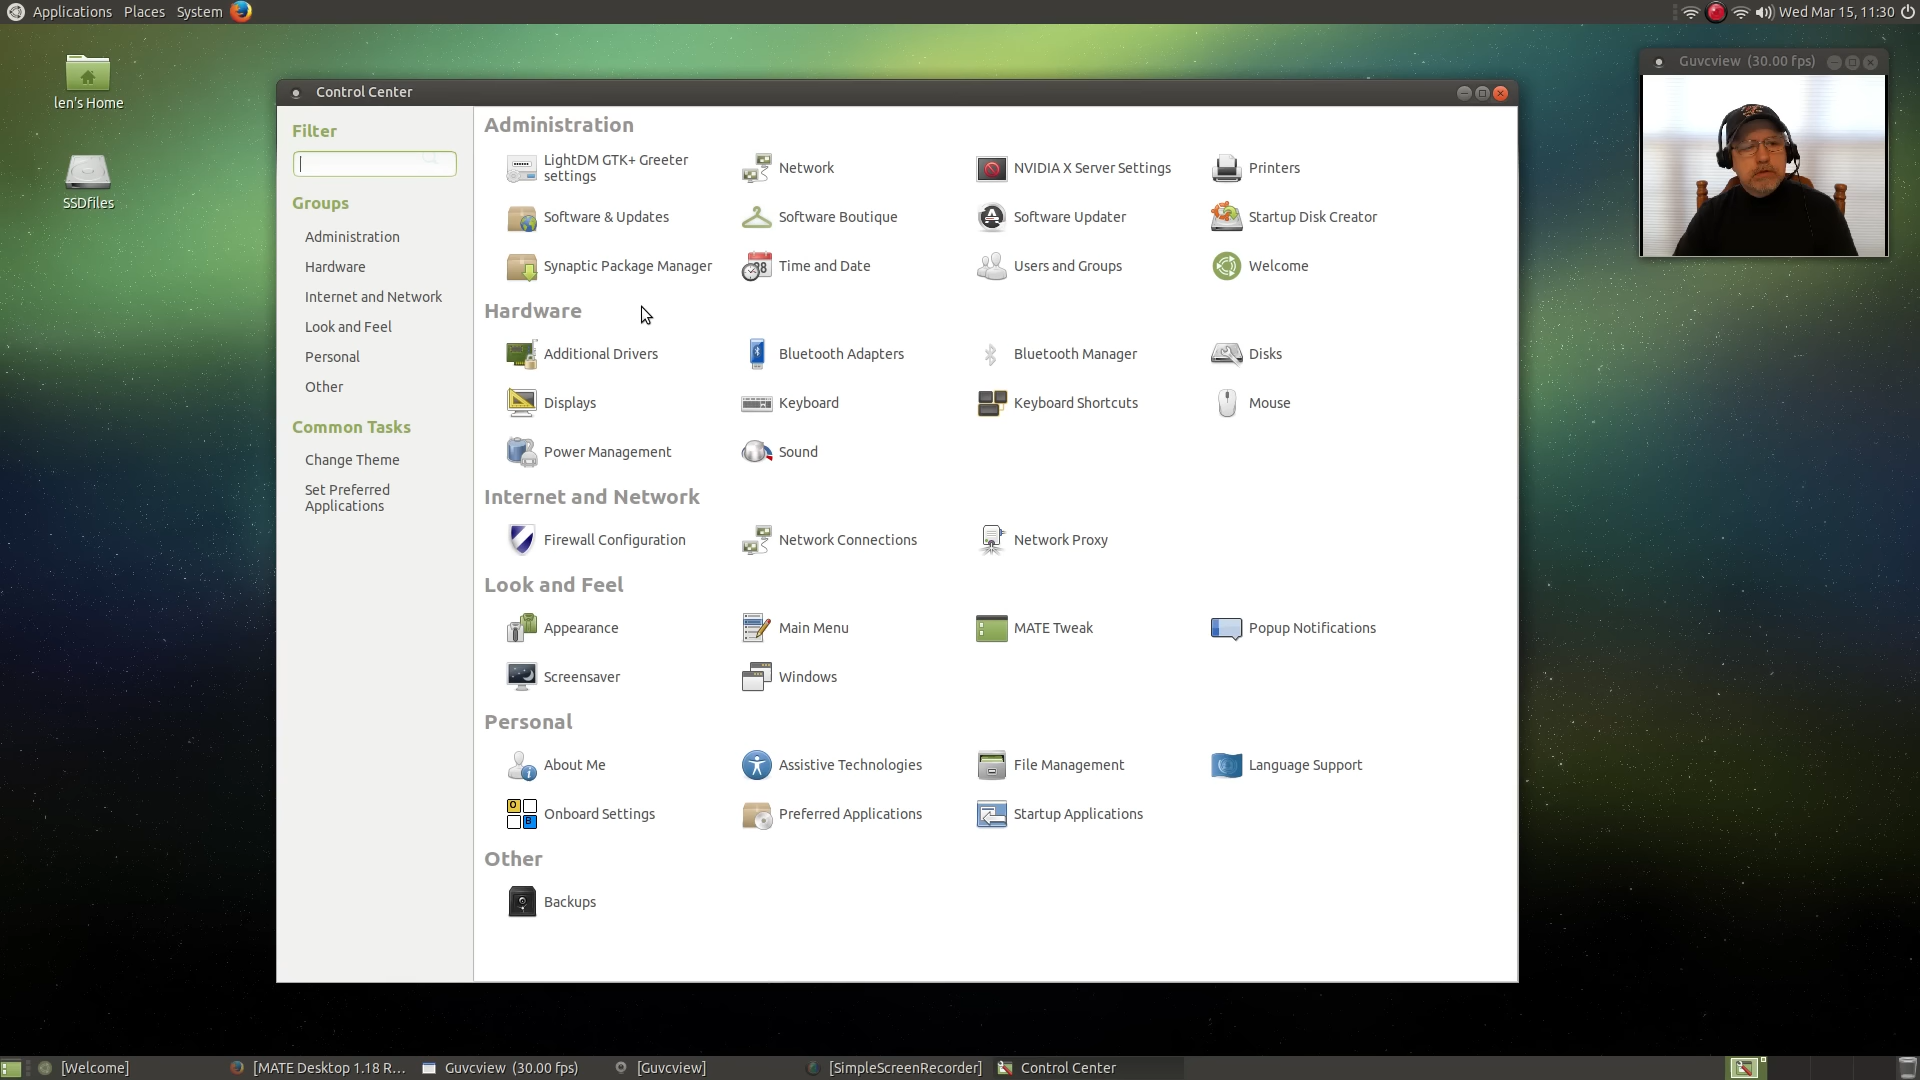 Applications Places System
Wed Mar 15, 11:30
len's Home
SSDfiles
Guvcview (30.00 fps)
Control Center
Filter
Groups
Administration
Hardware
Internet and Network
Look and Feel
Personal
Other
Common Tasks
Change Theme
Set Preferred
Applications
Administration
LightDM GTK+ Greeter
settings
Network
NVIDIA X Server Settings
Printers
Software & Updates
Software Boutique
Software Updater
Startup Disk Creator
Synaptic Package Manager
Time and Date
Users and Groups
Welcome
Hardware
Additional Drivers
Bluetooth Adapters
Bluetooth Manager
Disks
Displays
Keyboard
Keyboard Shortcuts
Mouse
Power Management
Sound
Internet and Network
Firewall Configuration
Network Connections
Network Proxy
Look and Feel
Appearance
Main Menu
MATE Tweak
Popup Notifications
Screensaver
Windows
Personal
About Me
Assistive Technologies
File Management
Language Support
Onboard Settings
Preferred Applications
Startup Applications
Other
Backups
[Welcome]
[MATE Desktop 1.18 R...
Guvcview (30.00 fps)
[Guvcview]
[SimpleScreenRecorder]
Control Center